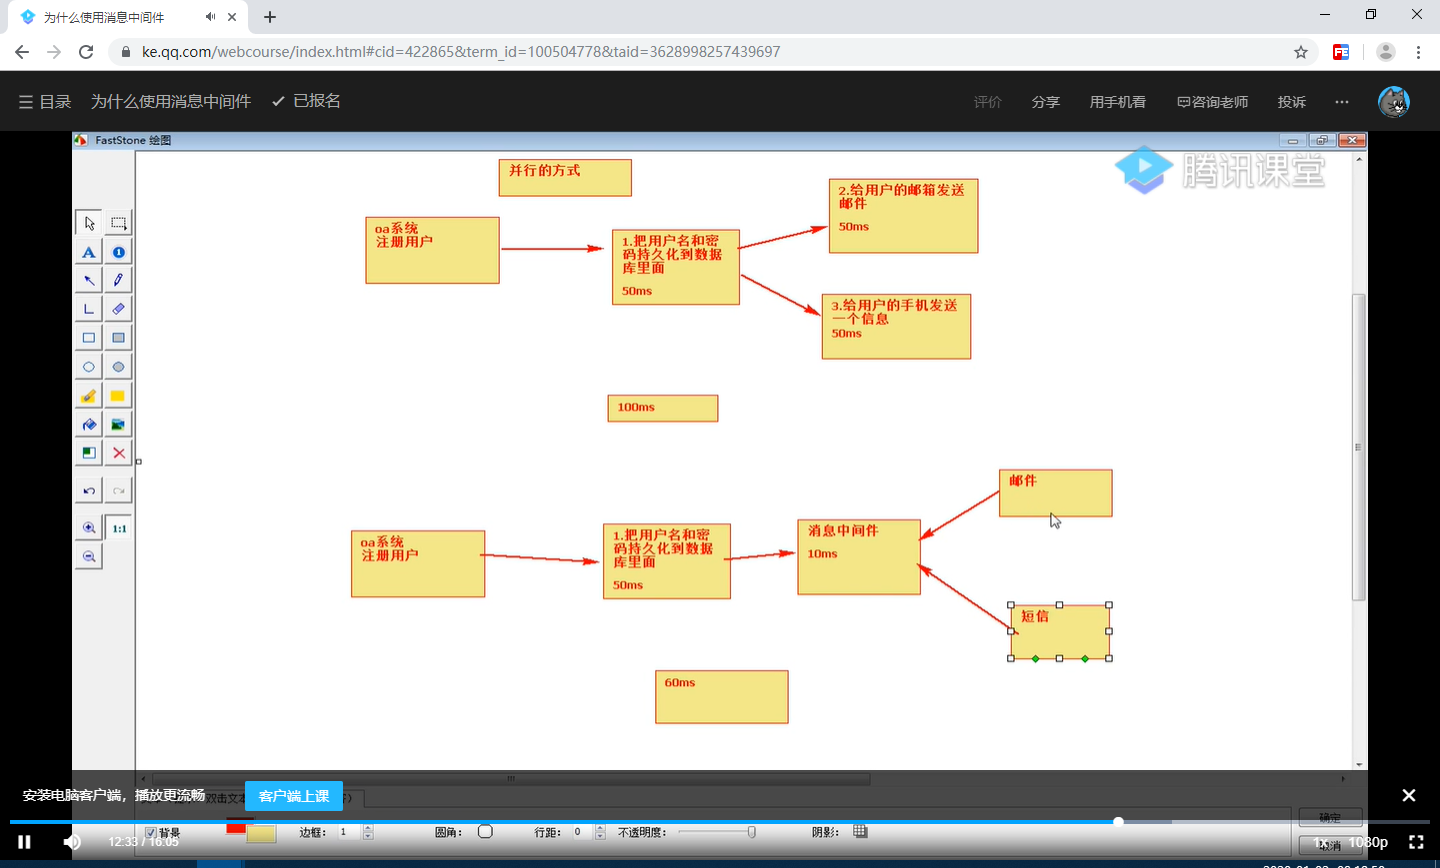 为什么使用消息中间件
ke.qq.com/webcourse/index.html#cid=422865&term_id=100504778&taid=3628998257439697
目录
为什么使用消息中间件
已报名
评价
分享
用手机看
咨询老师
投诉
FastStone 绘图
腾讯课堂
并行的方式
oa系统
注册用户
1.把用户名和密
码持久化到数据
库里面
50ms
2.给用户的邮箱发送
邮件
50ms
3.给用户的手机发送
一个信息
50ms
100ms
oa系统
注册用户
1.把用户名和密
码持久化到数据
库里面
50ms
消息中间件
10ms
邮件
短信
60ms
1:1
安装电脑客户端，播放更流畅
客户端上课
背景
边框: 1
圆角:
行距: 0
不透明度:
阴影:
确定
取消
12:33 / 16:05
1x
1080p